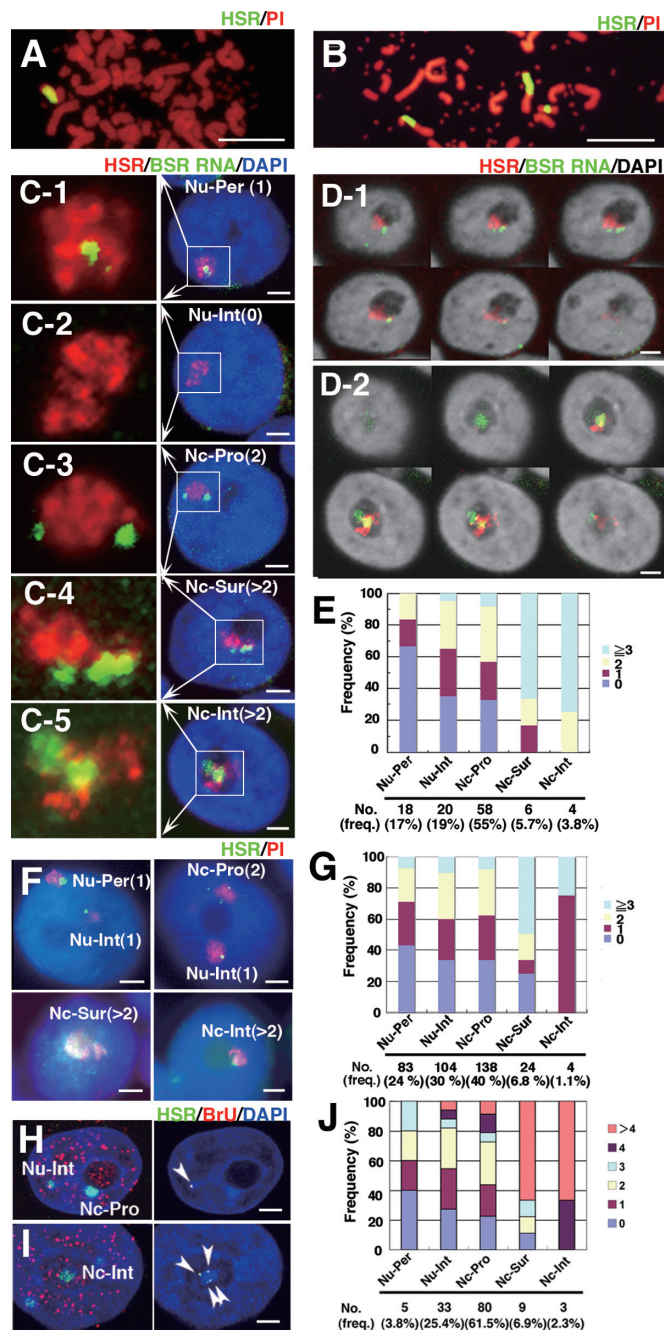 HSR/PI
HSR/PI
A
B
HSR/BSR RNA/DAPI
HSR/BSR RNA/DAPI
C-1
Nu-Per (1)
D-1
C-2
Nu-Int(0)
C-3
Nc-Pro(2)
D-2
C-4
Nc-Sur(>2)
C-5
Nc-Int(>2)
E
Frequency (%)
100
80
60
40
20
0
≧3
2
1
0
Nu-Per
Nu-Int
Nc-Pro
Nc-Sur
Nc-Int
No. 18 20 58 6 4
(freq.) (17%) (19%) (55%) (5.7%) (3.8%)
HSR/PI
F
Nu-Per(1)
Nu-Int(1)
Nc-Pro(2)
Nu-Int(1)
Nc-Sur(>2)
Nc-Int(>2)
G
Frequency (%)
100
80
60
40
20
0
≧3
2
1
0
Nu-Per
Nu-Int
Nc-Pro
Nc-Sur
Nc-Int
No. 83 104 138 24 4
(freq.) (24 %) (30 %) (40 %) (6.8 %) (1.1%)
HSR/BrU/DAPI
H
Nu-Int
Nc-Pro
I
Nc-Int
J
Frequency (%)
100
80
60
40
20
0
>4
4
3
2
1
0
Nu-Per
Nu-Int
Nc-Pro
Nc-Sur
Nc-Int
No. 5 33 80 9 3
(freq.) (3.8%) (25.4%) (61.5%) (6.9%) (2.3%)